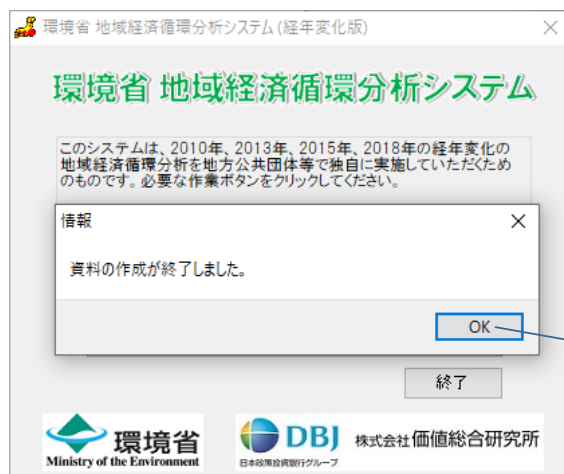 環境省 地域経済循環分析システム (経年変化版)
環境省 地域経済循環分析システム
このシステムは、2010年、2013年、2015年、2018年の経年変化の
地域経済循環分析を地方公共団体等で独自に実施していただくため
のものです。必要な作業ボタンをクリックしてください。
情報
資料の作成が終了しました。
OK
終了
環境省
Ministry of the Environment
DBJ
日本政策投資銀行グループ
株式会社価値総合研究所